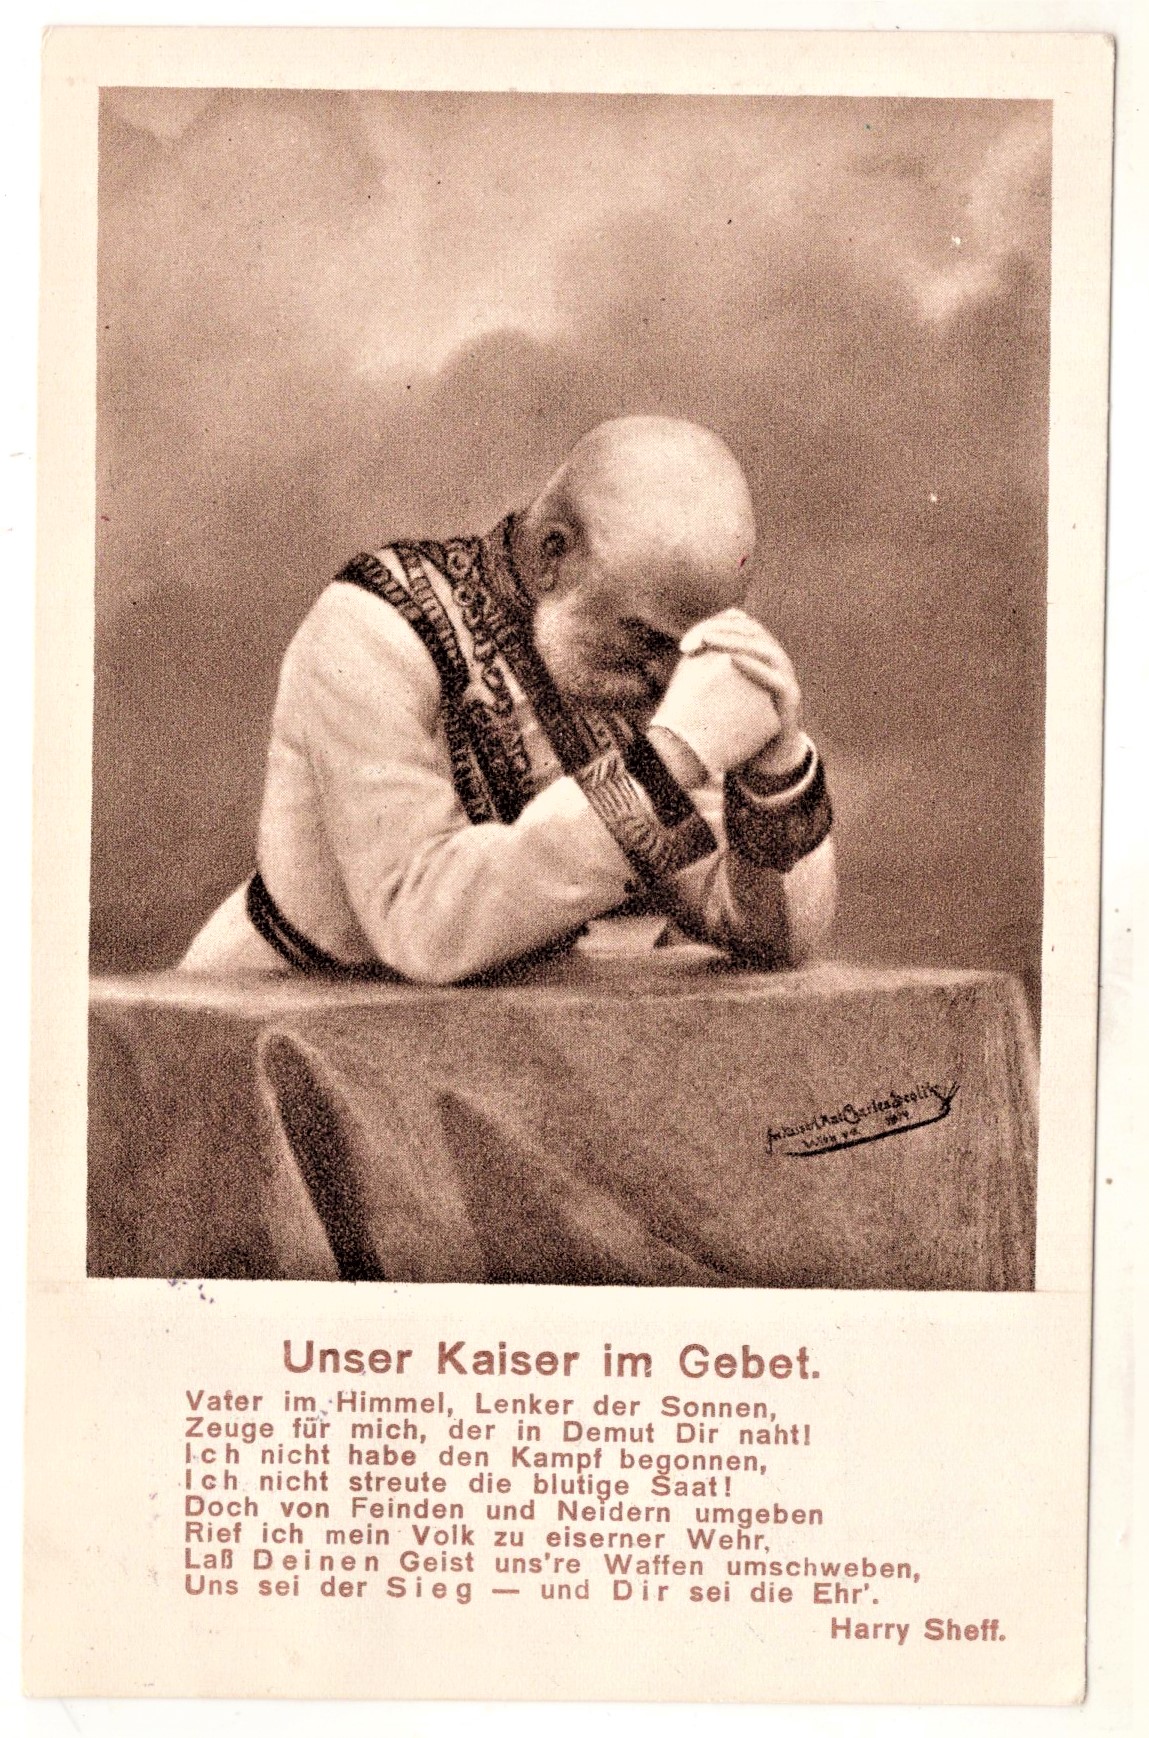 Charles Scolik
Wien
Unser Kaiser im Gebet.
Vater im Himmel, Lenker der Sonnen,
Zeuge für mich, der in Demut Dir naht!
Ich nicht habe den Kampf begonnen,
Ich nicht streute die blutige Saat!
Doch von Feinden und Neidern umgeben
Rief ich mein Volk zu eiserner Wehr,
Laß Deinen Geist uns're Waffen umschweben,
Uns sei der Sieg — und Dir sei die Ehr'.
Harry Sheff.